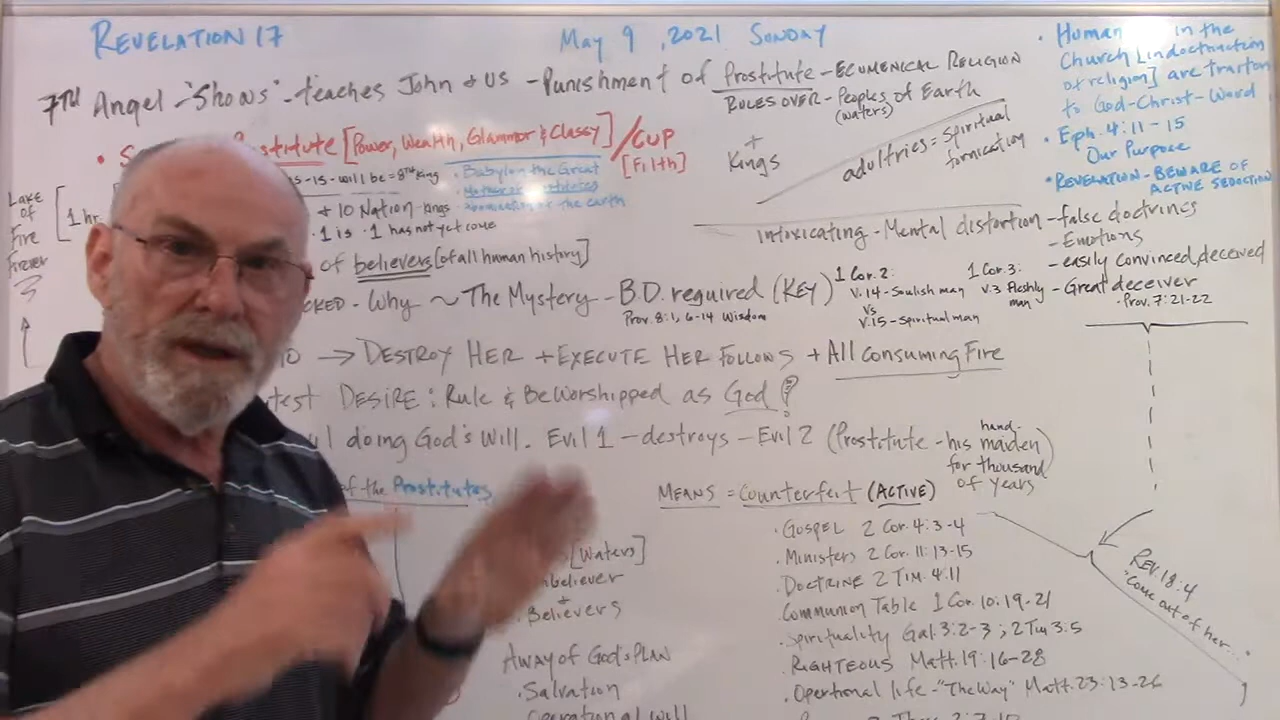 REVELATION 17
May 9, 2021 Sunday
7TH Angel - "Shows" - teaches John & US - Punishment of Prostitute - ECUMENICAL RELIGION
RULES OVER - Peoples of Earth
(waters)
+
Kings
adultries = Spiritual
fornication
• Human in the
Church [indoctrination
of religion] are
to God-Christ-Word
• Eph. 4:11-15
Our Purpose
• REVELATION - BEWARE OF
ACTIVE SEDUCTION
[Power, Wealth, Glammor & Classy] / CUP
[Filth]
is - will be = 8th King
• Babylon the Great
• Mother of Prostitutes
of the earth
+ 10 Nation - Kings
• 1 is • 1 has not yet come
Lake
of
Fire
Forever
1 hr.
of believers [of all human history]
intoxicating - Mental distortion - false doctrines
- Emotions
- easily convinced, deceived
- Great deceiver
• Prov. 7:21-22
- Why ~ The Mystery - B.D. required (KEY)
Prov. 8:1, 6-14 Wisdom
1 Cor. 2:
V.14 - Soulish man
vs
V.15 - Spiritual man
1 Cor. 3:
V.3 Fleshly
man
→ DESTROY HER + EXECUTE HER FOLLOWS + All Consuming Fire
DESIRE: Rule & Be Worshipped as God?
doing God's Will. Evil 1 - destroys - Evil 2 (Prostitute - his hand-
maiden
for thousand
of years)
of the Prostitutes
[Waters]
Believers
AWAY of God's PLAN
• Salvation
Operational Will
MEANS = Counterfeit (ACTIVE)
• GOSPEL 2 Cor. 4:3-4
• Ministers 2 Cor. 11:13-15
• DOCTRINE 2 TIM. 4:11
• Communion Table 1 Cor. 10:19-21
• Spirituality Gal. 3:2-3; 2 Tim 3:5
• RIGHTEOUS Matt. 19:16-28
• Opertional life - "The Way" Matt. 23:13-26
REV. 18:4
"Come out of her...